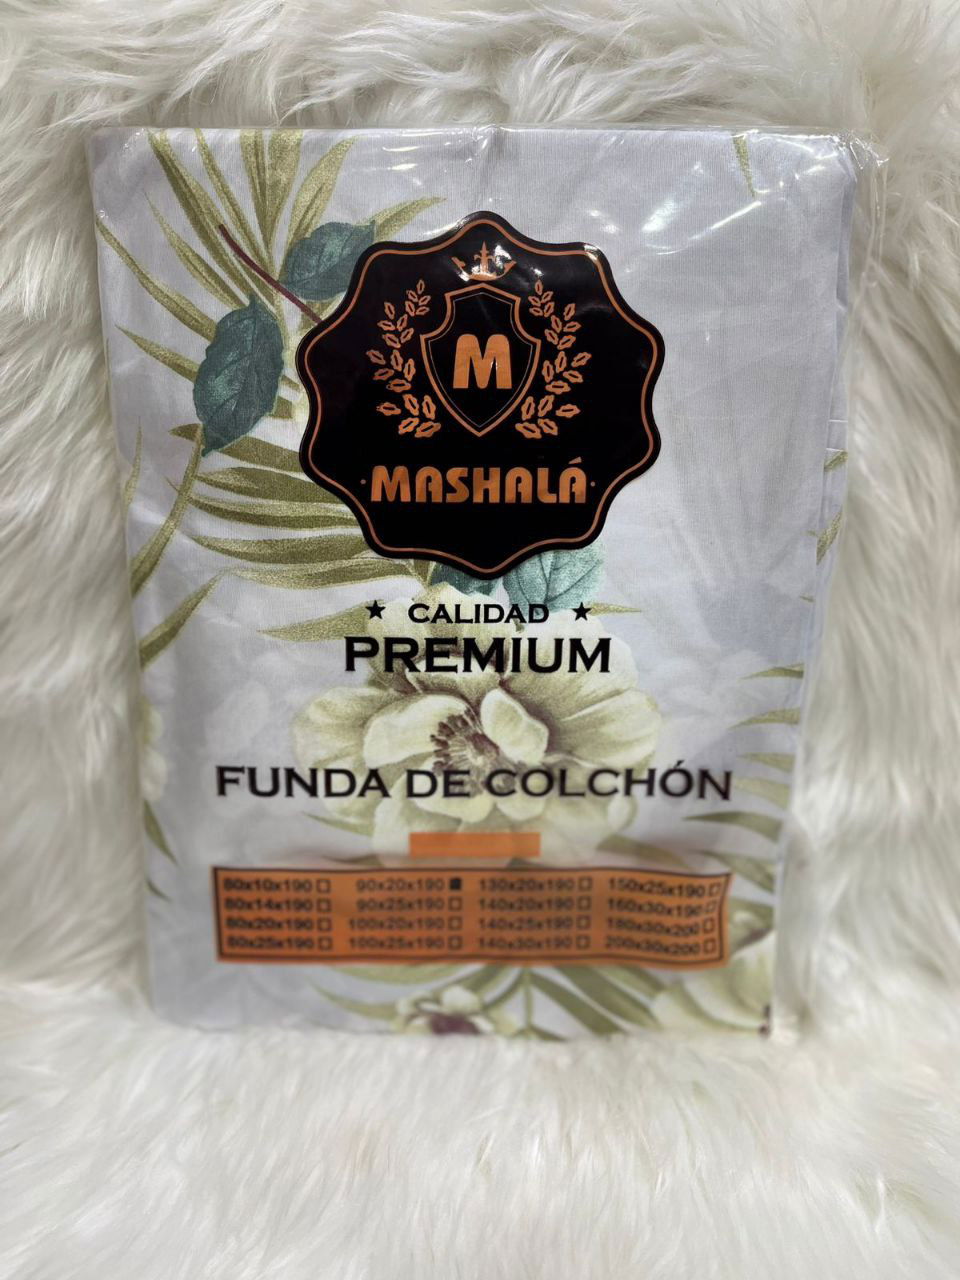 M
MASHALÁ
★ CALIDAD ★
PREMIUM
FUNDA DE COLCHÓN
80x10x190 ☐ 90x20x190 ■ 130x20x190 ☐ 150x25x190 ☐
80x14x190 ☐ 90x25x190 ☐ 140x20x190 ☐ 160x30x190 ☐
80x20x190 ☐ 100x20x190 ☐ 140x25x190 ☐ 180x30x200 ☐
80x25x190 ☐ 100x25x190 ☐ 140x30x190 ☐ 200x30x200 ☐